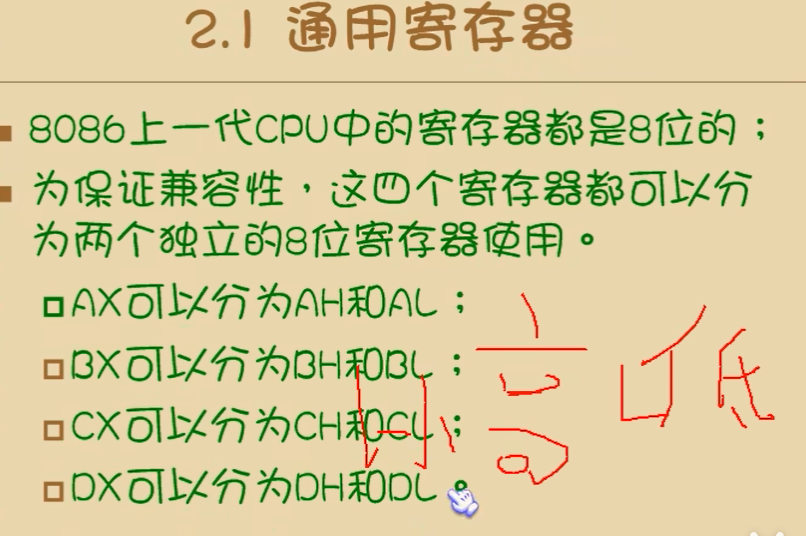 2.1 通用寄存器
8086上一代CPU中的寄存器都是8位的；
为保证兼容性，这四个寄存器都可以分
为两个独立的8位寄存器使用。
AX可以分为AH和AL；
BX可以分为BH和BL；
CX可以分为CH和CL；
DX可以分为DH和DL。
高
低